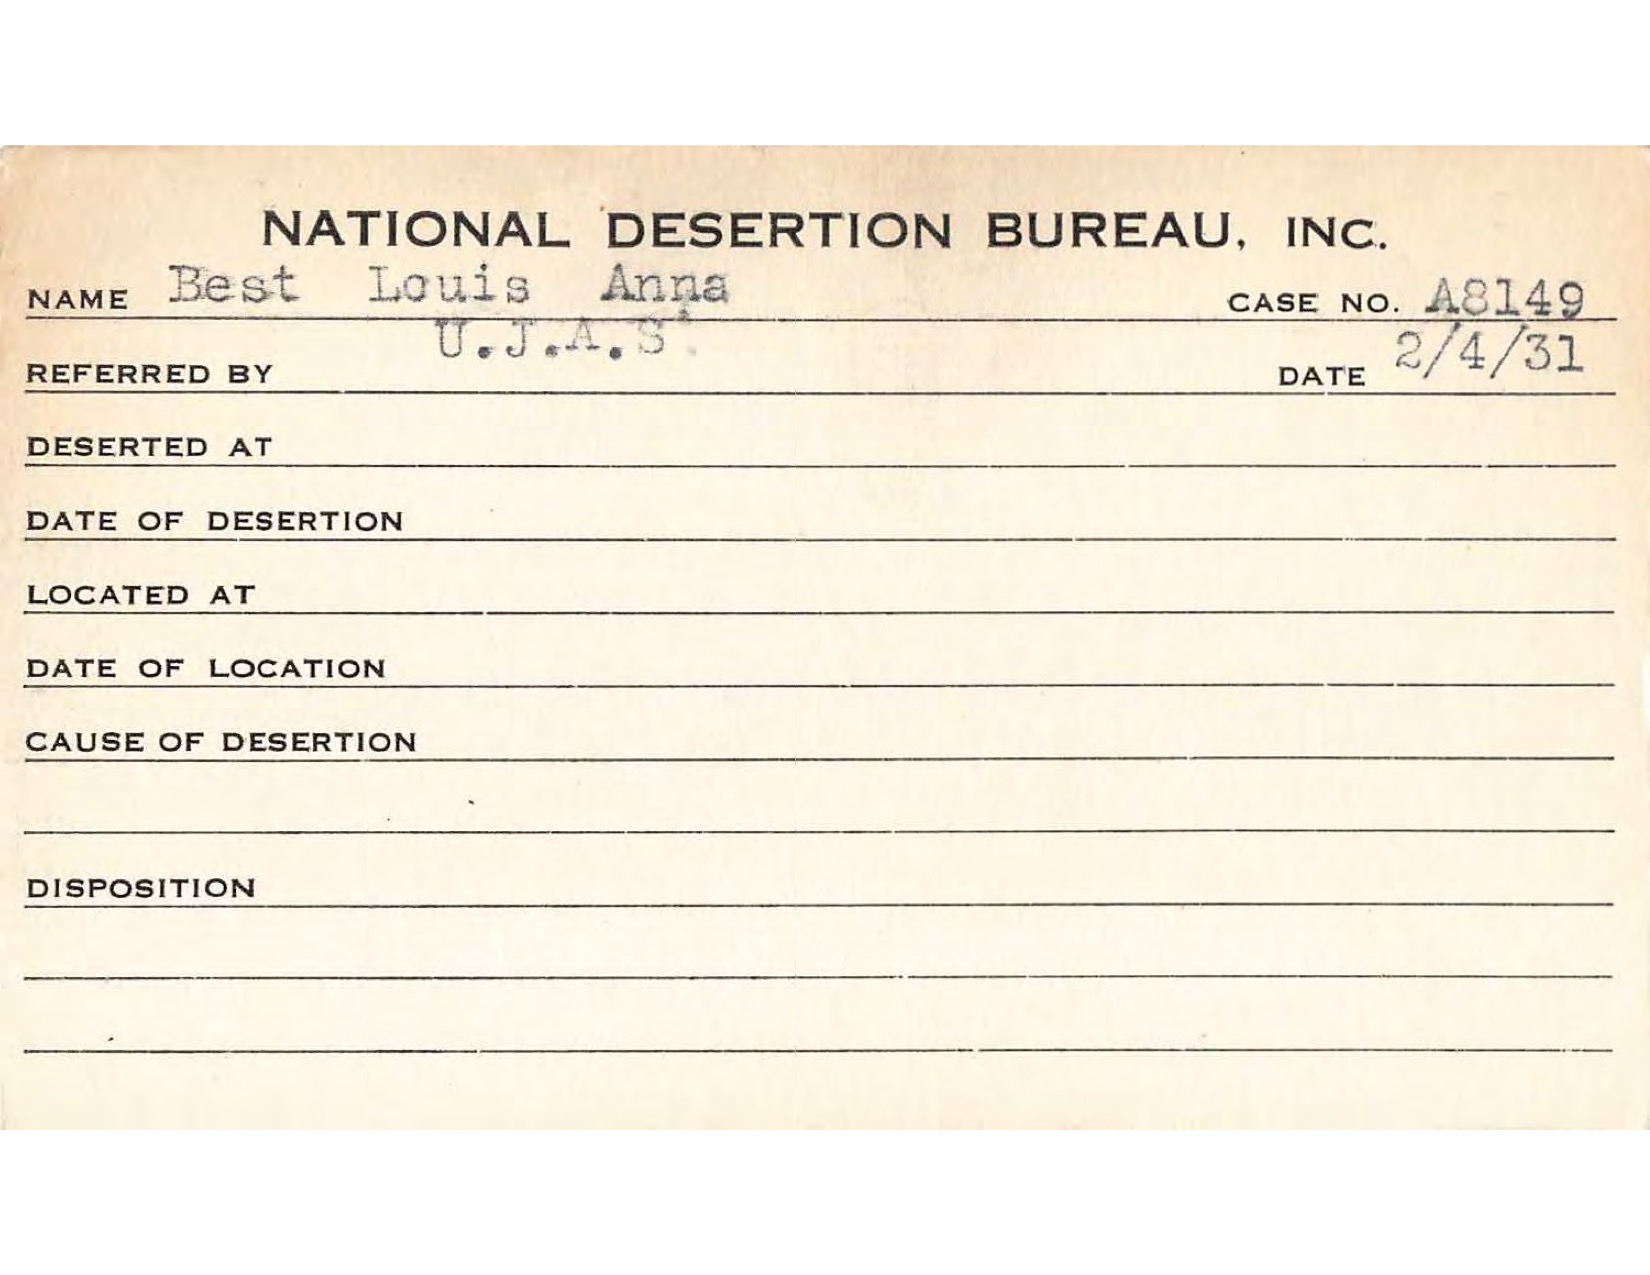 NATIONAL DESERTION BUREAU, INC.
NAME Best Louis Anna CASE NO. A8149
REFERRED BY U.J.A.S. DATE 2/4/31
DESERTED AT
DATE OF DESERTION
LOCATED AT
DATE OF LOCATION
CAUSE OF DESERTION
DISPOSITION